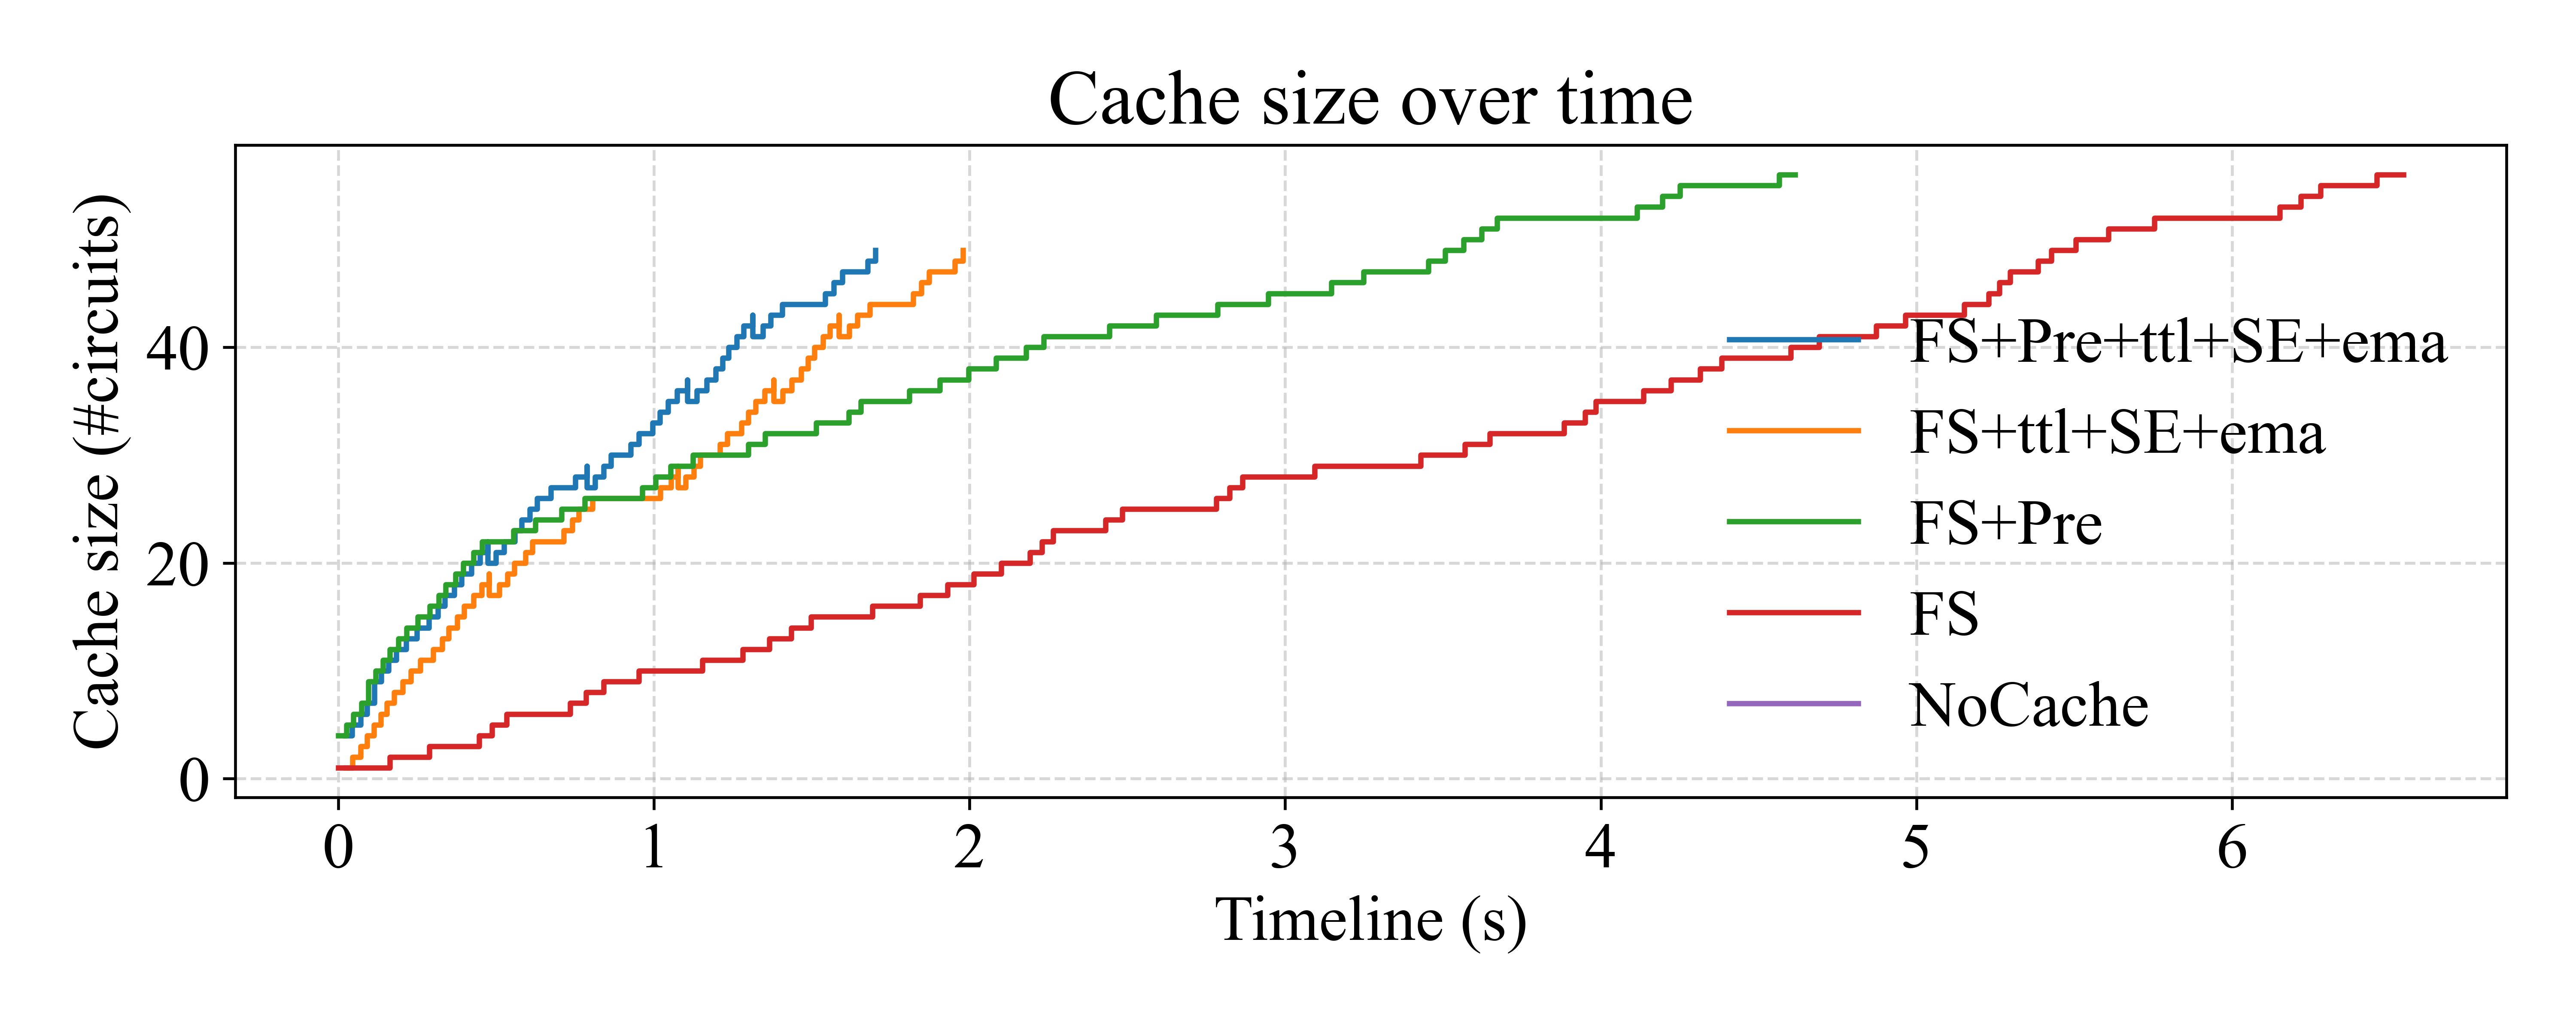 Cache size over time
Cache size (#circuits)
40
20
0
FS+Pre+ttl+SE+ema
FS+ttl+SE+ema
FS+Pre
FS
NoCache
0 1 2 3 4 5 6
Timeline (s)